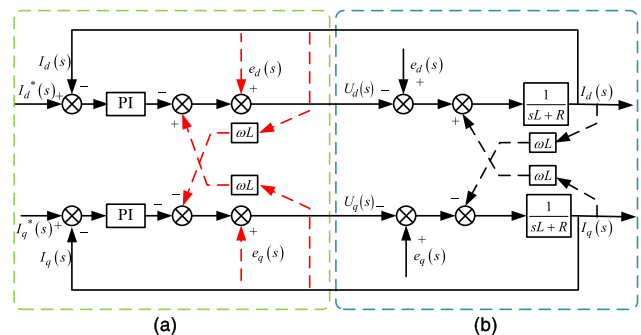 I_d(s)
e_d(s)
e_d(s)
I_d^*(s) + − PI − + + U_d(s) − + + 1/(sL+R) I_d(s)
ωL
ωL
ωL
ωL
I_q^*(s) + − PI − − + U_q(s) − + − 1/(sL+R) I_q(s)
I_q(s)
e_q(s)
e_q(s)
(a)
(b)